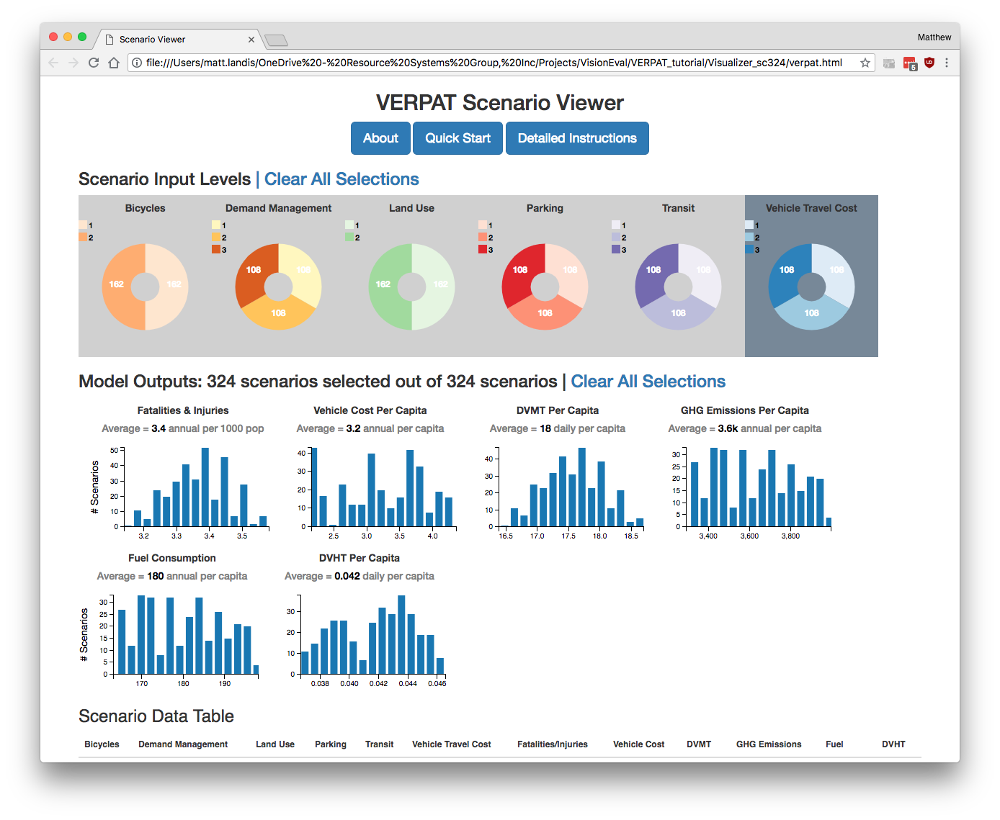 Scenario Viewer
Matthew
file:///Users/matt.landis/OneDrive%20-%20Resource%20Systems%20Group,%20Inc/Projects/VisionEval/VERPAT_tutorial/Visualizer_sc324/verpat.html
5
VERPAT Scenario Viewer
About Quick Start Detailed Instructions
Scenario Input Levels | Clear All Selections
Bicycles Demand Management Land Use Parking Transit Vehicle Travel Cost
1 1 1 1 1 1
2 2 2 2 2 2
3 3 3 3
108 108 108 108 108 108 108 108
162 162 162 162
108 108 108 108
Model Outputs: 324 scenarios selected out of 324 scenarios | Clear All Selections
Fatalities & Injuries Vehicle Cost Per Capita DVMT Per Capita GHG Emissions Per Capita
Average = 3.4 annual per 1000 pop Average = 3.2 annual per capita Average = 18 daily per capita Average = 3.6k annual per capita
# Scenarios
50 40 30 20 10 0
3.2 3.3 3.4 3.5
40 30 20 10 0
2.5 3.0 3.5 4.0
40 30 20 10 0
16.5 17.0 17.5 18.0 18.5
30 25 20 15 10 5 0
3,400 3,600 3,800
Fuel Consumption DVHT Per Capita
Average = 180 annual per capita Average = 0.042 daily per capita
# Scenarios
30 25 20 15 10 5 0
170 180 190
30 20 10 0
0.038 0.040 0.042 0.044 0.046
Scenario Data Table
Bicycles Demand Management Land Use Parking Transit Vehicle Travel Cost Fatalities/Injuries Vehicle Cost DVMT GHG Emissions Fuel DVHT